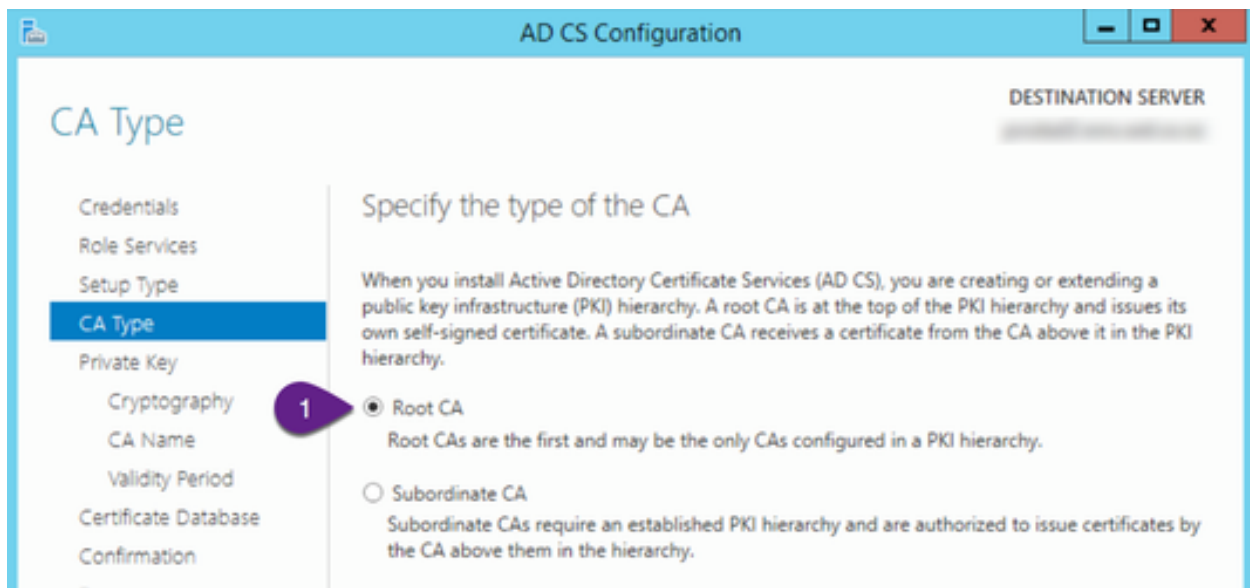 AD CS Configuration
CA Type
DESTINATION SERVER
Credentials
Role Services
Setup Type
CA Type
Private Key
Cryptography
CA Name
Validity Period
Certificate Database
Confirmation
Specify the type of the CA
When you install Active Directory Certificate Services (AD CS), you are creating or extending a
public key infrastructure (PKI) hierarchy. A root CA is at the top of the PKI hierarchy and issues its
own self-signed certificate. A subordinate CA receives a certificate from the CA above it in the PKI
hierarchy.
1
Root CA
Root CAs are the first and may be the only CAs configured in a PKI hierarchy.
Subordinate CA
Subordinate CAs require an established PKI hierarchy and are authorized to issue certificates by
the CA above them in the hierarchy.